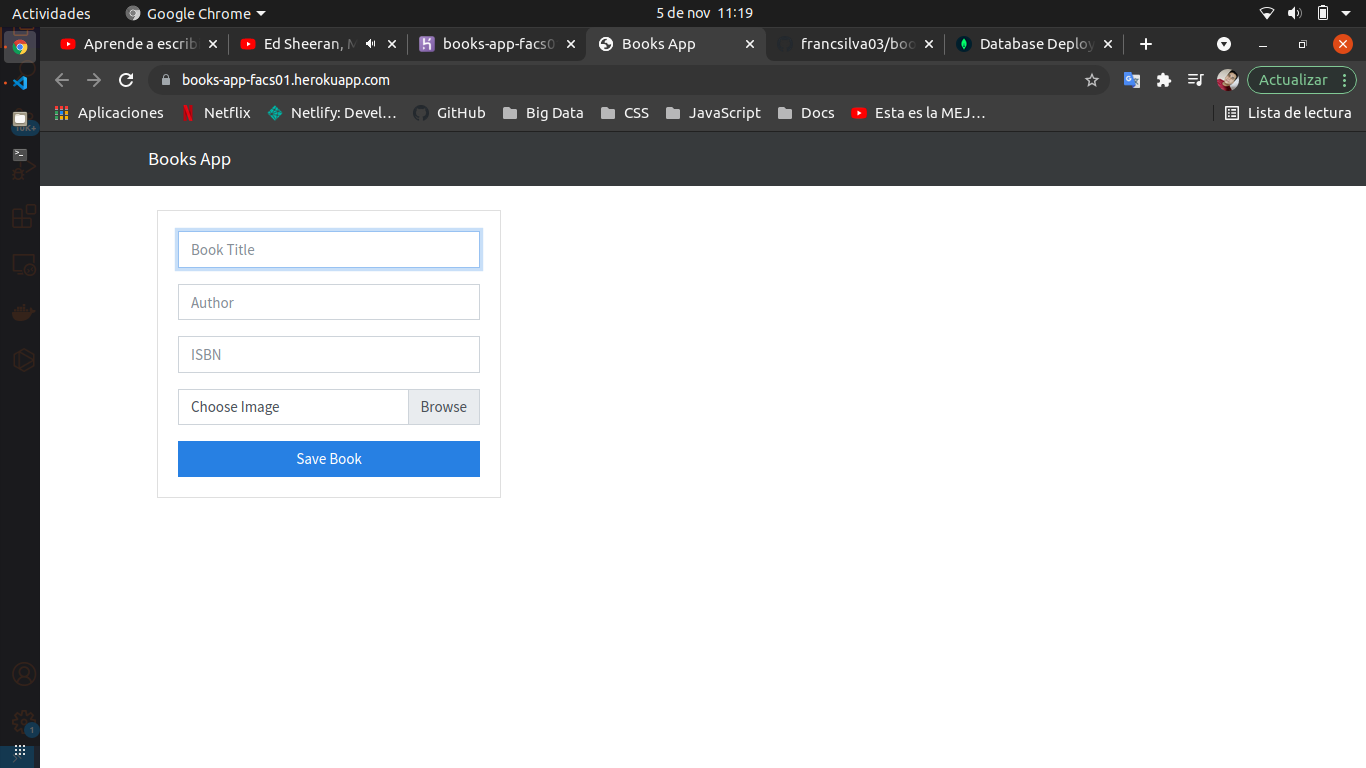 Actividades Google Chrome 5 de nov 11:19
Aprende a escrib Ed Sheeran, M books-app-facs0 Books App francsilva03/boo Database Deploy
books-app-facs01.herokuapp.com Actualizar
Aplicaciones Netflix Netlify: Devel… GitHub Big Data CSS JavaScript Docs Esta es la MEJ… Lista de lectura
10K+
Books App
Book Title
Author
ISBN
Choose Image Browse
Save Book
1